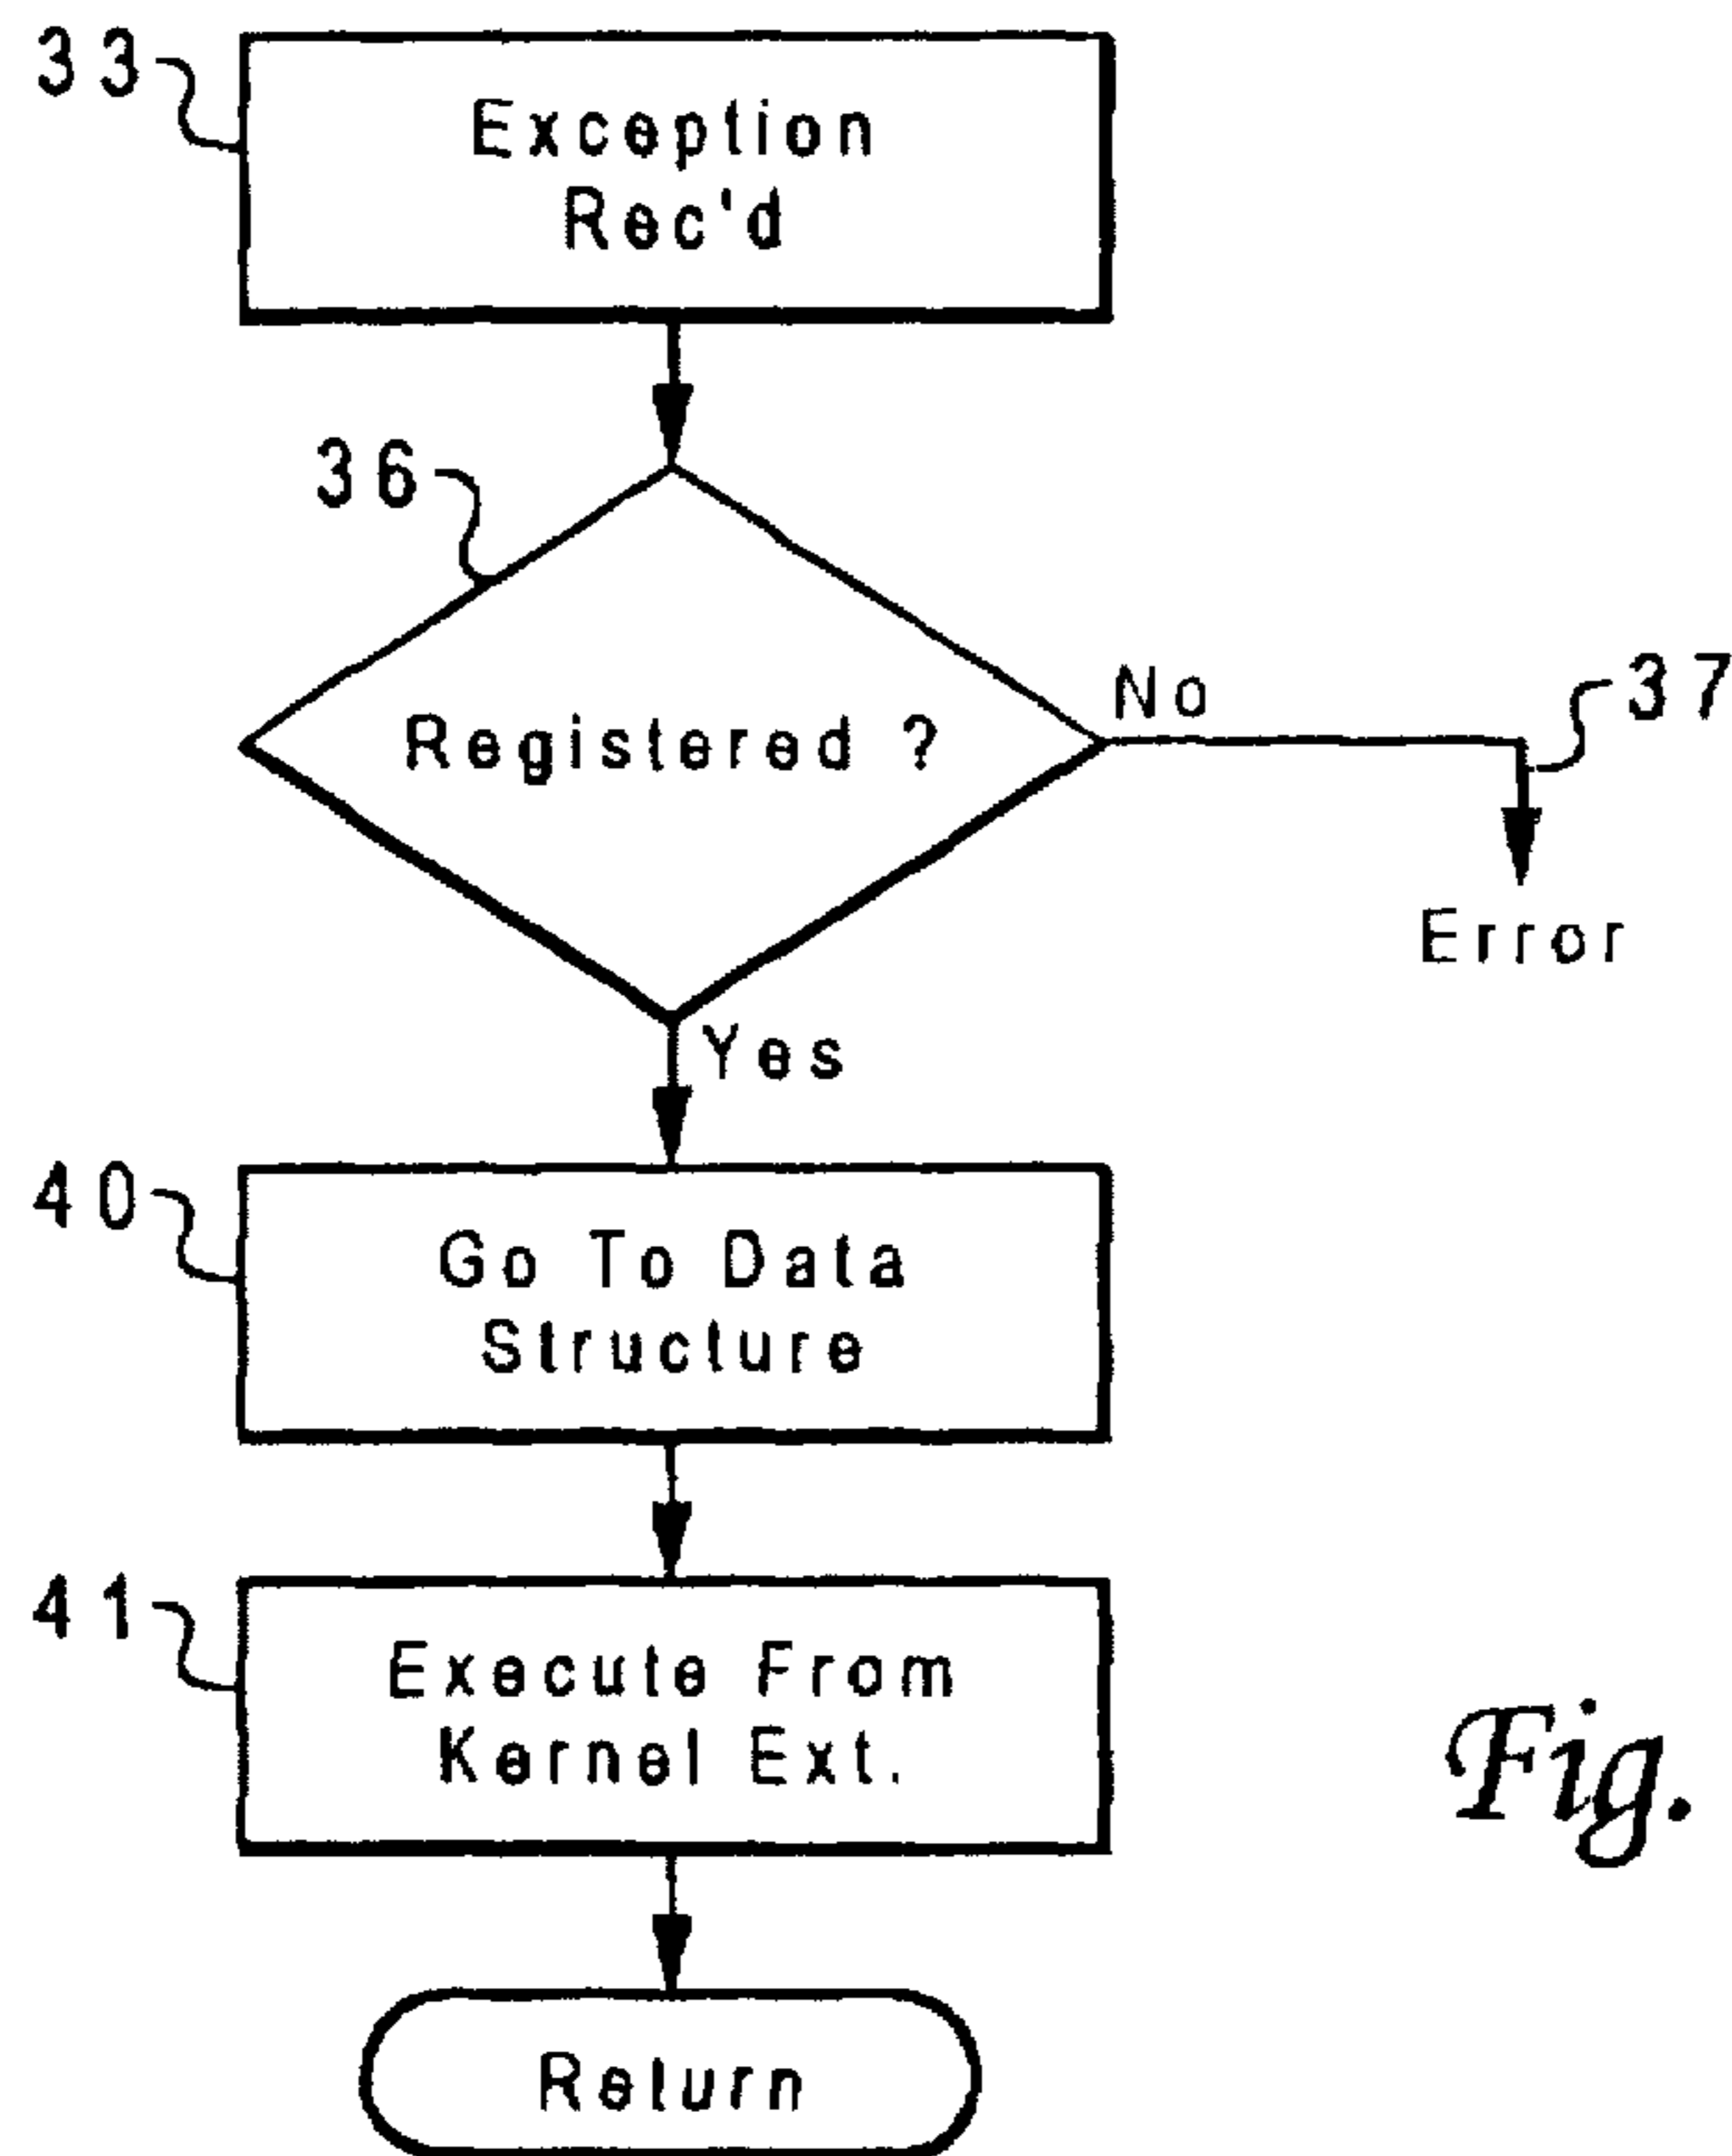 33
Exception
Rec'd
36
Registered ?
No
37
Error
Yes
40
Go To Data
Structure
41
Execute From
Kernel Ext.
Fig.
Return